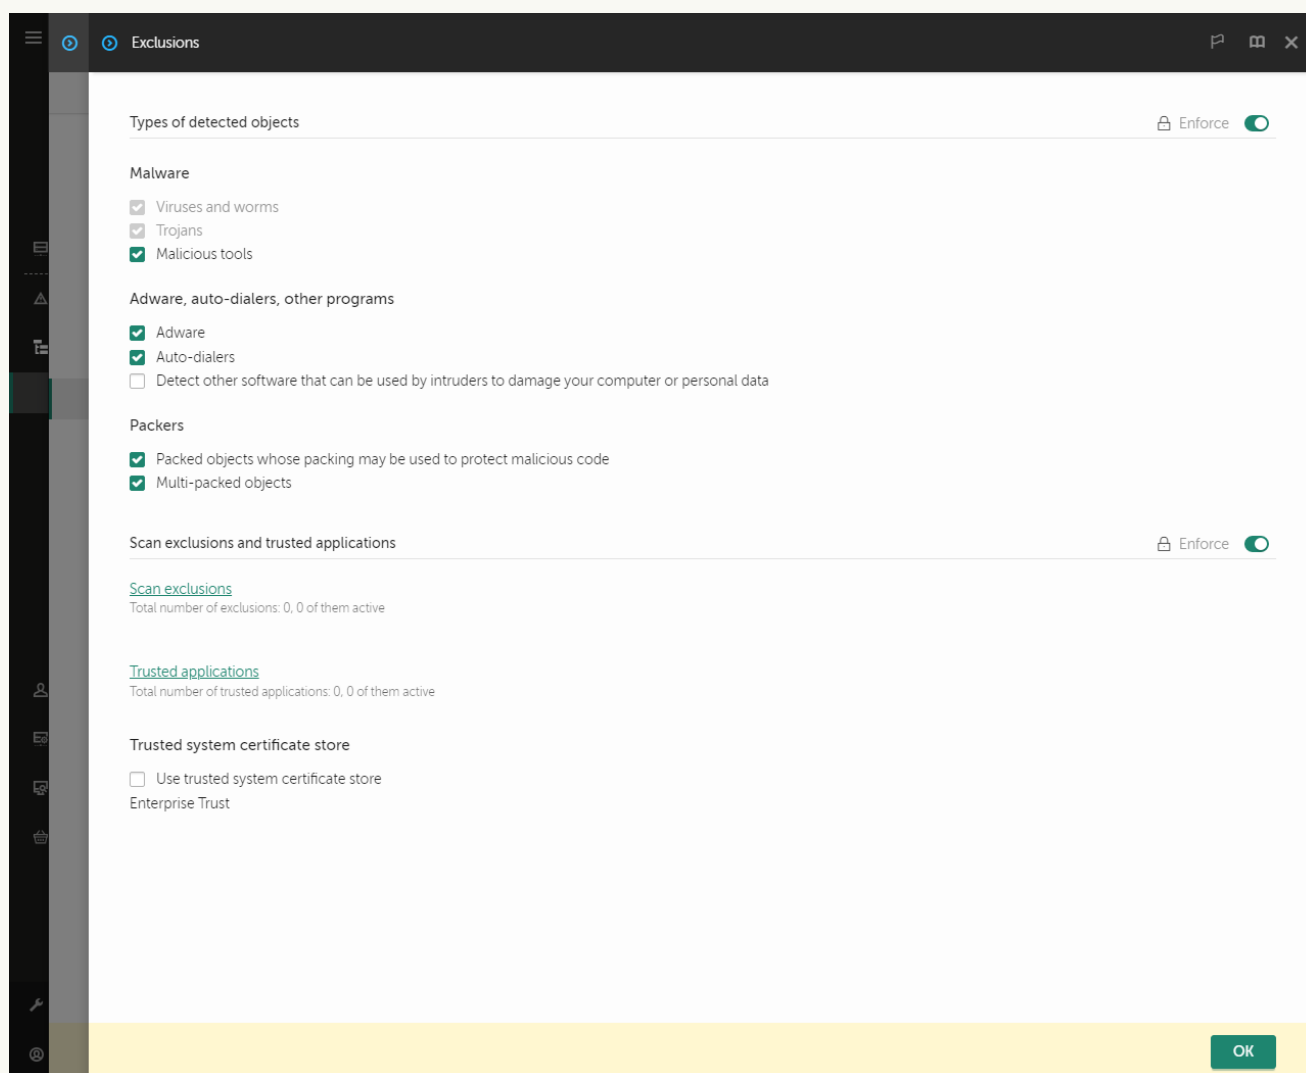 Exclusions
Types of detected objects
Enforce
Malware
Viruses and worms
Trojans
Malicious tools
Adware, auto-dialers, other programs
Adware
Auto-dialers
Detect other software that can be used by intruders to damage your computer or personal data
Packers
Packed objects whose packing may be used to protect malicious code
Multi-packed objects
Scan exclusions and trusted applications
Enforce
Scan exclusions
Total number of exclusions: 0, 0 of them active
Trusted applications
Total number of trusted applications: 0, 0 of them active
Trusted system certificate store
Use trusted system certificate store
Enterprise Trust
OK